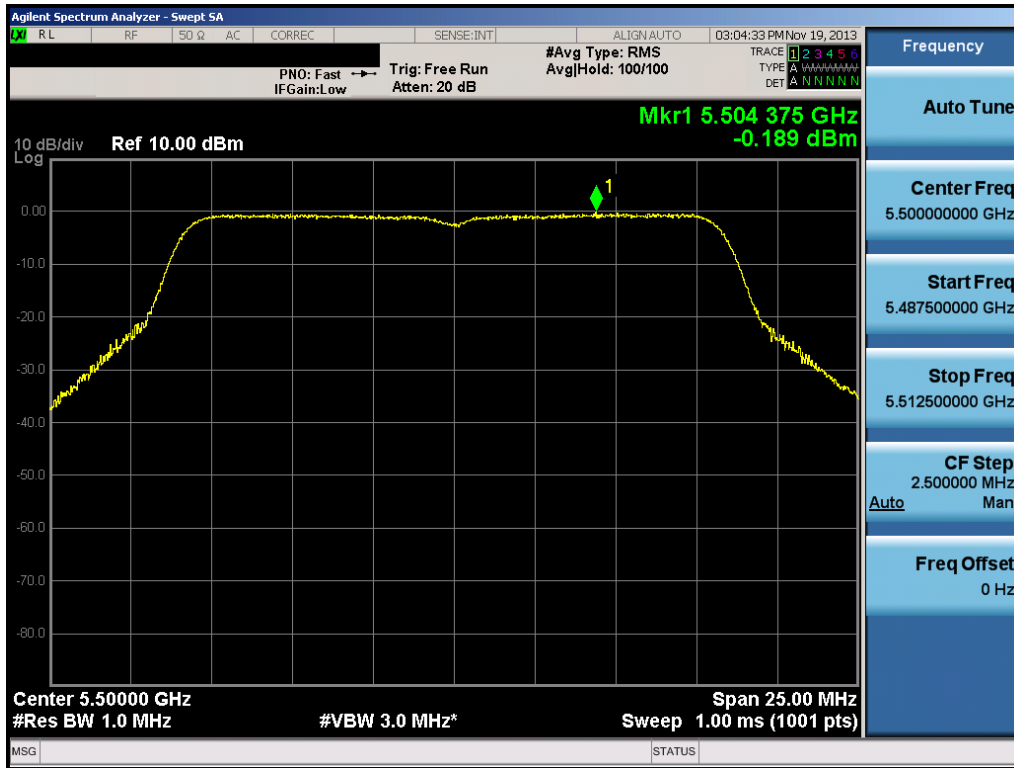 Agilent Spectrum Analyzer - Swept SA
LXI RL RF 50 Ω AC CORREC SENSE:INT ALIGN AUTO 03:04:33 PM Nov 19, 2013
PNO: Fast
IFGain:Low
Trig: Free Run
Atten: 20 dB
#Avg Type: RMS
Avg|Hold: 100/100
TRACE 1 2 3 4 5 6
TYPE A WWWWW
DET A N N N N N
Mkr1 5.504 375 GHz
-0.189 dBm
10 dB/div Ref 10.00 dBm
Log
1
0.00
-10.0
-20.0
-30.0
-40.0
-50.0
-60.0
-70.0
-80.0
Center 5.50000 GHz Span 25.00 MHz
#Res BW 1.0 MHz #VBW 3.0 MHz* Sweep 1.00 ms (1001 pts)
MSG STATUS
Frequency
Auto Tune
Center Freq
5.500000000 GHz
Start Freq
5.487500000 GHz
Stop Freq
5.512500000 GHz
CF Step
2.500000 MHz
Auto Man
Freq Offset
0 Hz